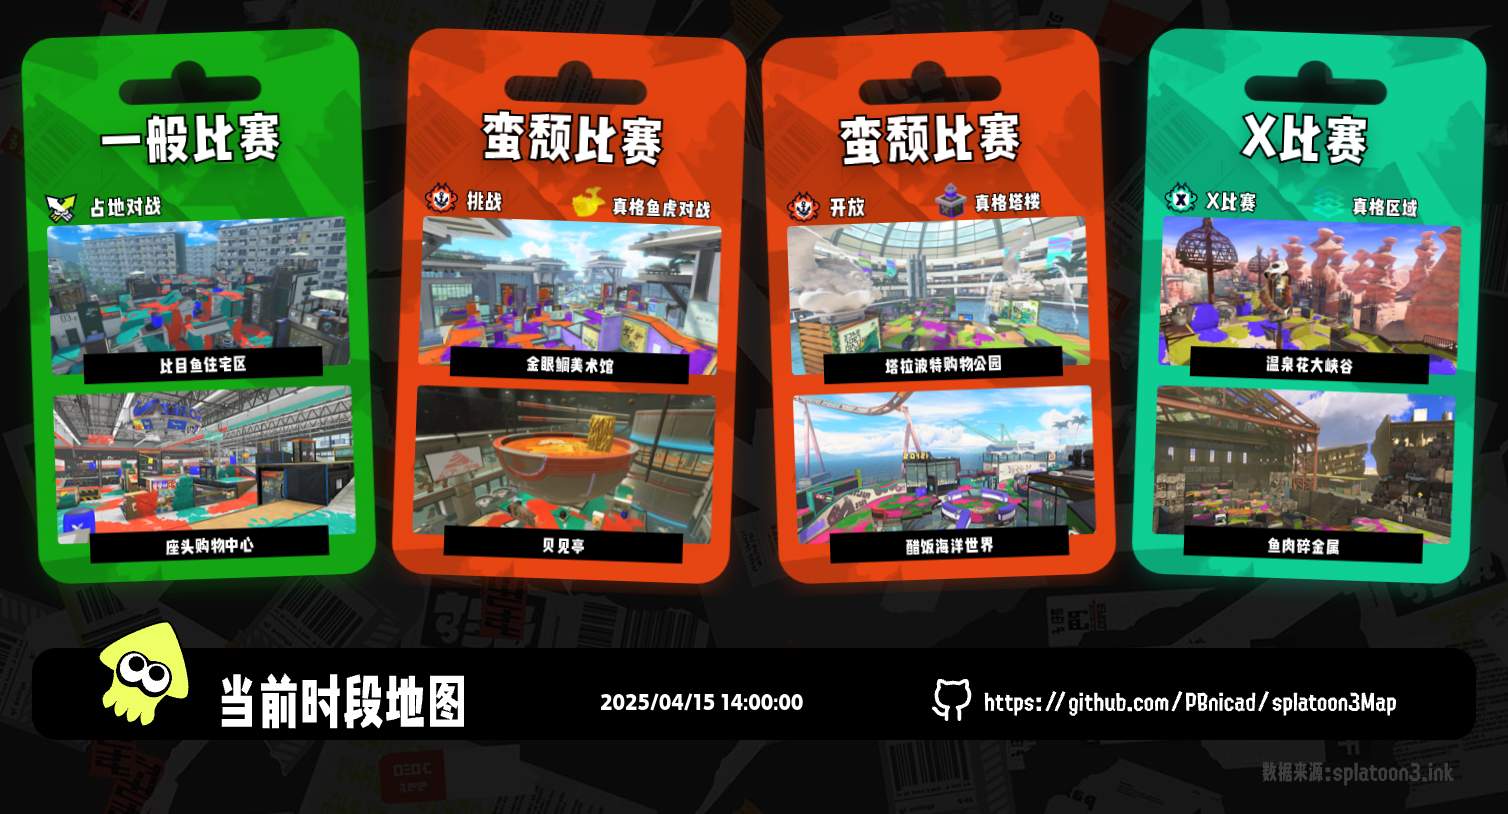 一般比赛
占地对战
比目鱼住宅区
座头购物中心
蛮颓比赛
挑战
真格鱼虎对战
金眼鲷美术馆
贝见亭
蛮颓比赛
开放
真格塔楼
塔拉波特购物公园
醋饭海洋世界
X比赛
X比赛
真格区域
温泉花大峡谷
鱼肉碎金属
当前时段地图
2025/04/15 14:00:00
https://github.com/PBnicad/splatoon3Map
数据来源:splatoon3.ink